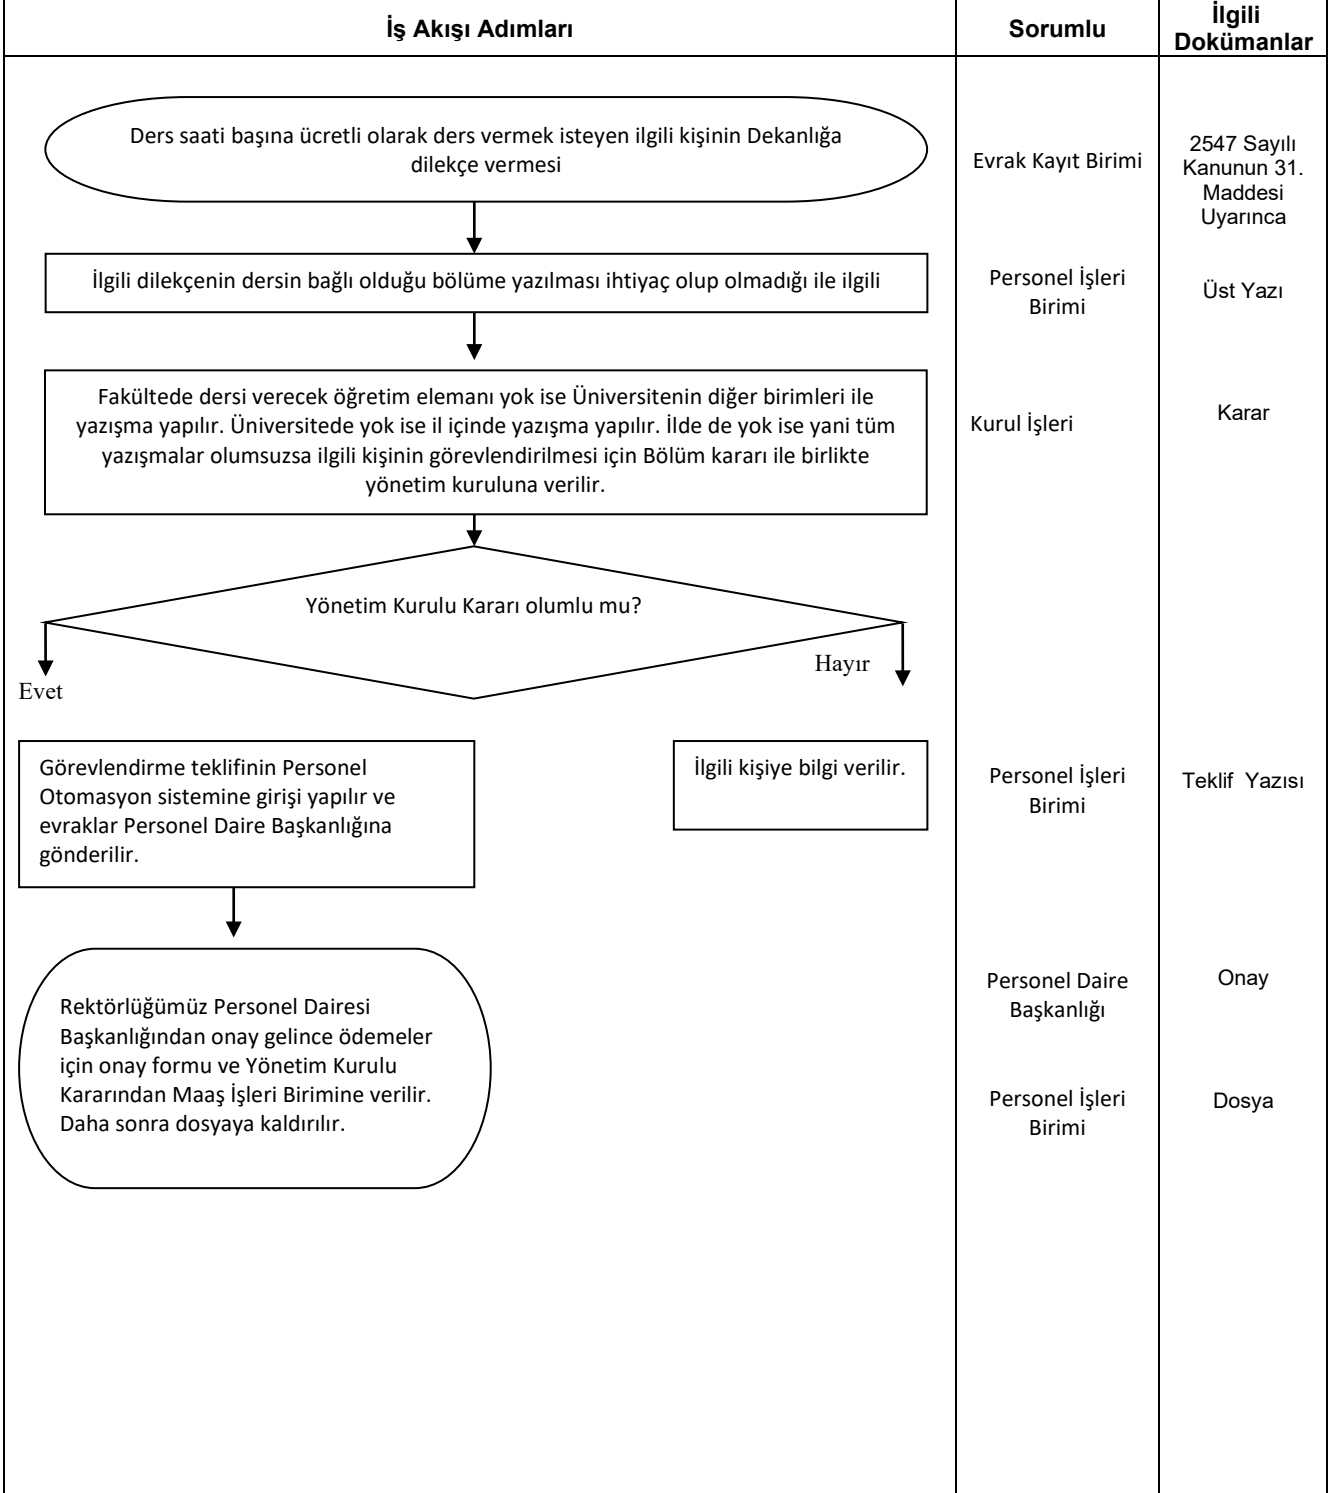 İş Akışı Adımları
Sorumlu
İlgili
Dokümanlar
Ders saati başına ücretli olarak ders vermek isteyen ilgili kişinin Dekanlığa
dilekçe vermesi
Evrak Kayıt Birimi
2547 Sayılı
Kanunun 31.
Maddesi
Uyarınca
İlgili dilekçenin dersin bağlı olduğu bölüme yazılması ihtiyaç olup olmadığı ile ilgili
Personel İşleri
Birimi
Üst Yazı
Fakültede dersi verecek öğretim elemanı yok ise Üniversitenin diğer birimleri ile
yazışma yapılır. Üniversitede yok ise il içinde yazışma yapılır. İlde de yok ise yani tüm
yazışmalar olumsuzsa ilgili kişinin görevlendirilmesi için Bölüm kararı ile birlikte
yönetim kuruluna verilir.
Kurul İşleri
Karar
Yönetim Kurulu Kararı olumlu mu?
Evet
Hayır
Görevlendirme teklifinin Personel
Otomasyon sistemine girişi yapılır ve
evraklar Personel Daire Başkanlığına
gönderilir.
İlgili kişiye bilgi verilir.
Personel İşleri
Birimi
Teklif  Yazısı
Rektörlüğümüz Personel Dairesi
Başkanlığından onay gelince ödemeler
için onay formu ve Yönetim Kurulu
Kararından Maaş İşleri Birimine verilir.
Daha sonra dosyaya kaldırılır.
Personel Daire
Başkanlığı
Onay
Personel İşleri
Birimi
Dosya